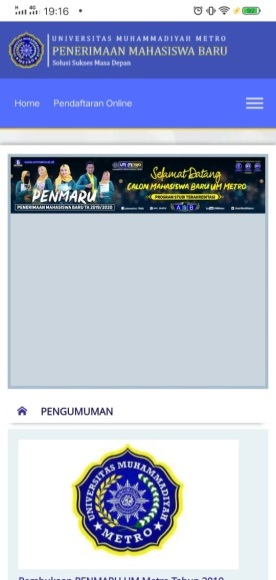 19:16
UNIVERSITAS MUHAMMADIYAH METRO
PENERIMAAN MAHASISWA BARU
Solusi Sukses Masa Depan
Home Pendaftaran Online
Selamat Datang
CALON MAHASISWA BARU UM METRO
PROGRAM STUDI TERAKREDITASI
PENMARU
PENERIMAAN MAHASISWA BARU TA 2019/2020
A B
PENGUMUMAN
UNIVERSITAS MUHAMMADIYAH
METRO
Pembukaan PENMARU UM Metro Tahun 2019